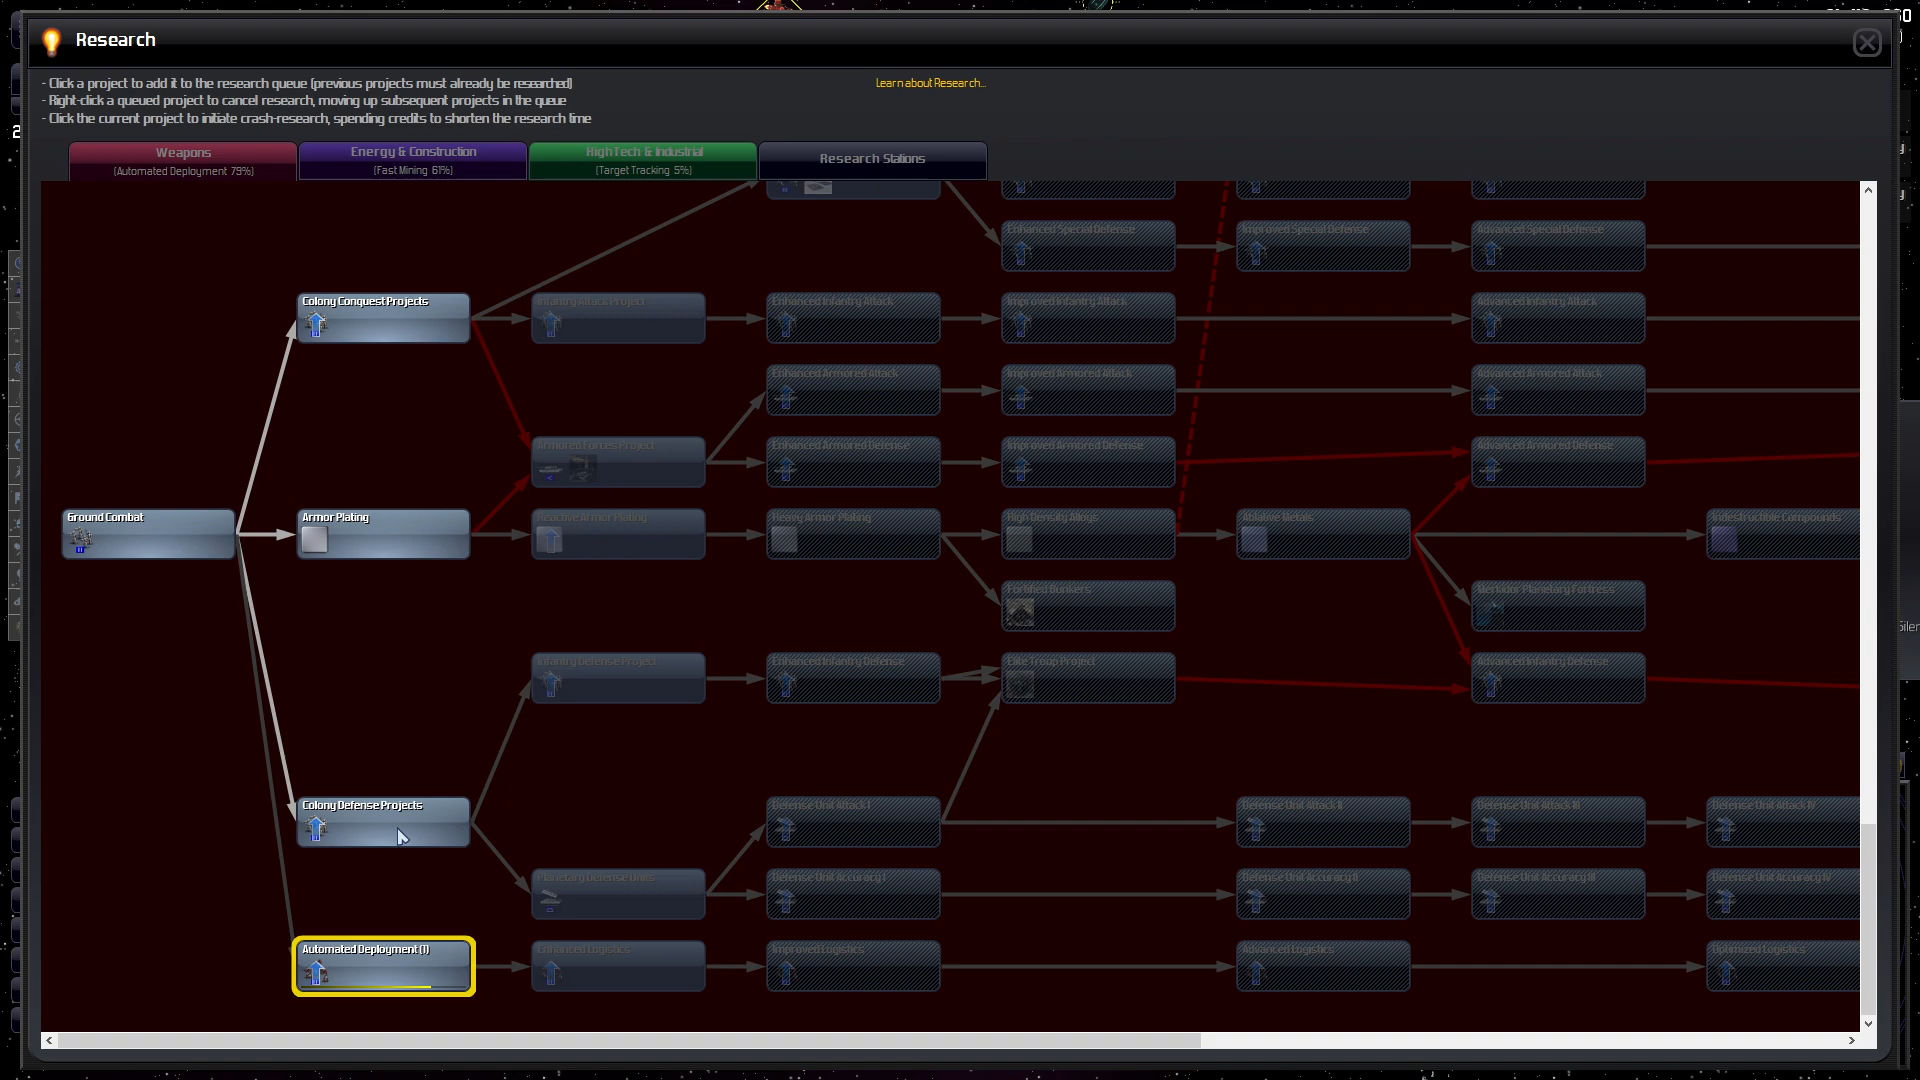 Research
- Click a project to add it to the research queue (previous projects must already be researched)
- Right-click a queued project to cancel research, moving up subsequent projects in the queue
- Click the current project to initiate crash-research, spending credits to shorten the research time
Learn about Research...
Weapons
(Automated Deployment 79%)
Energy & Construction
(Fast Mining 61%)
HighTech & Industrial
(Target Tracking 5%)
Research Stations
Enhanced Special Defense
Improved Special Defense
Advanced Special Defense
Colony Conquest Projects
Infantry Attack Project
Enhanced Infantry Attack
Improved Infantry Attack
Advanced Infantry Attack
Enhanced Armored Attack
Improved Armored Attack
Advanced Armored Attack
Armored Forces Project
Enhanced Armored Defense
Improved Armored Defense
Advanced Armored Defense
Ground Combat
Armor Plating
Reactive Armor Plating
Heavy Armor Plating
High Density Alloys
Ablative Metals
Indestructible Compounds
Fortified Bunkers
Planetary Fortress
Infantry Defense Project
Enhanced Infantry Defense
Elite Troop Project
Advanced Infantry Defense
Colony Defense Projects
Defense Unit Attack I
Defense Unit Attack II
Defense Unit Attack III
Defense Unit Attack IV
Planetary Defense Units
Defense Unit Accuracy I
Defense Unit Accuracy II
Defense Unit Accuracy III
Defense Unit Accuracy IV
Automated Deployment (1)
Enhanced Logistics
Improved Logistics
Advanced Logistics
Optimized Logistics